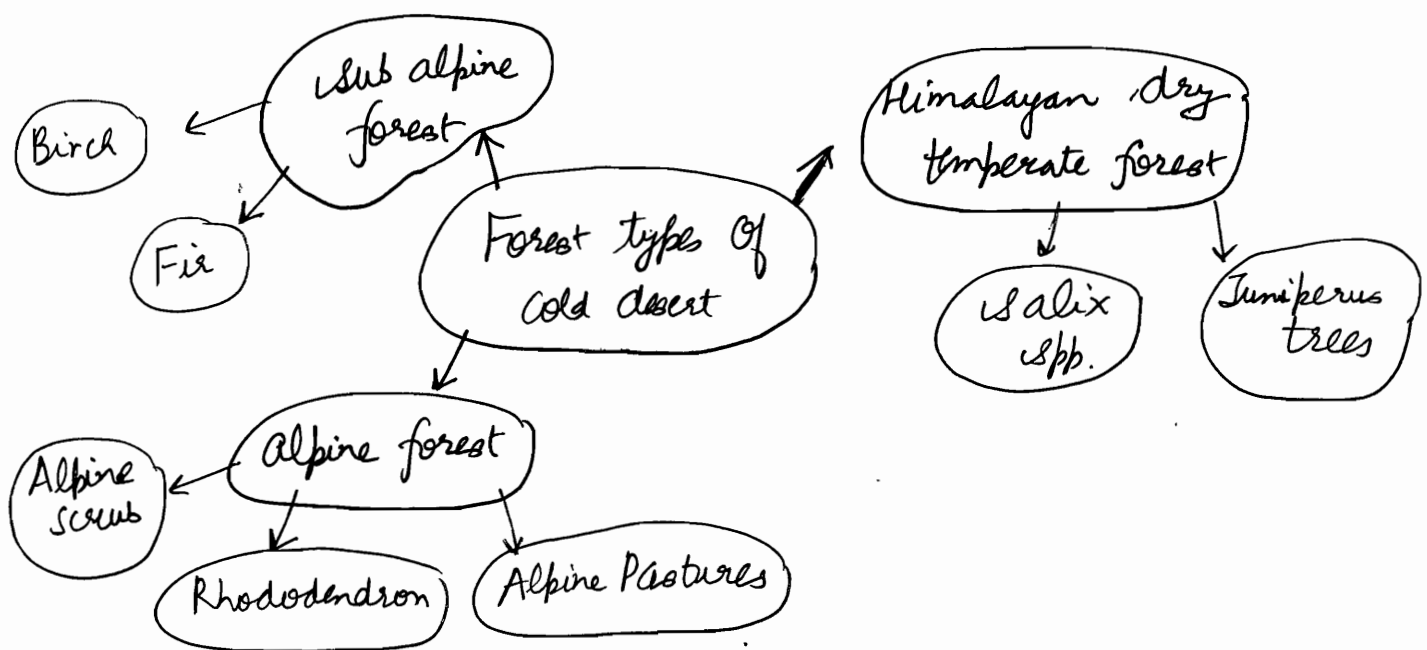 Sub alpine
forest
Birch
Fir
Himalayan dry
temperate forest
Forest types of
cold desert
Salix
spp.
Juniperus
trees
Alpine forest
Alpine
scrub
Rhododendron
Alpine Pastures